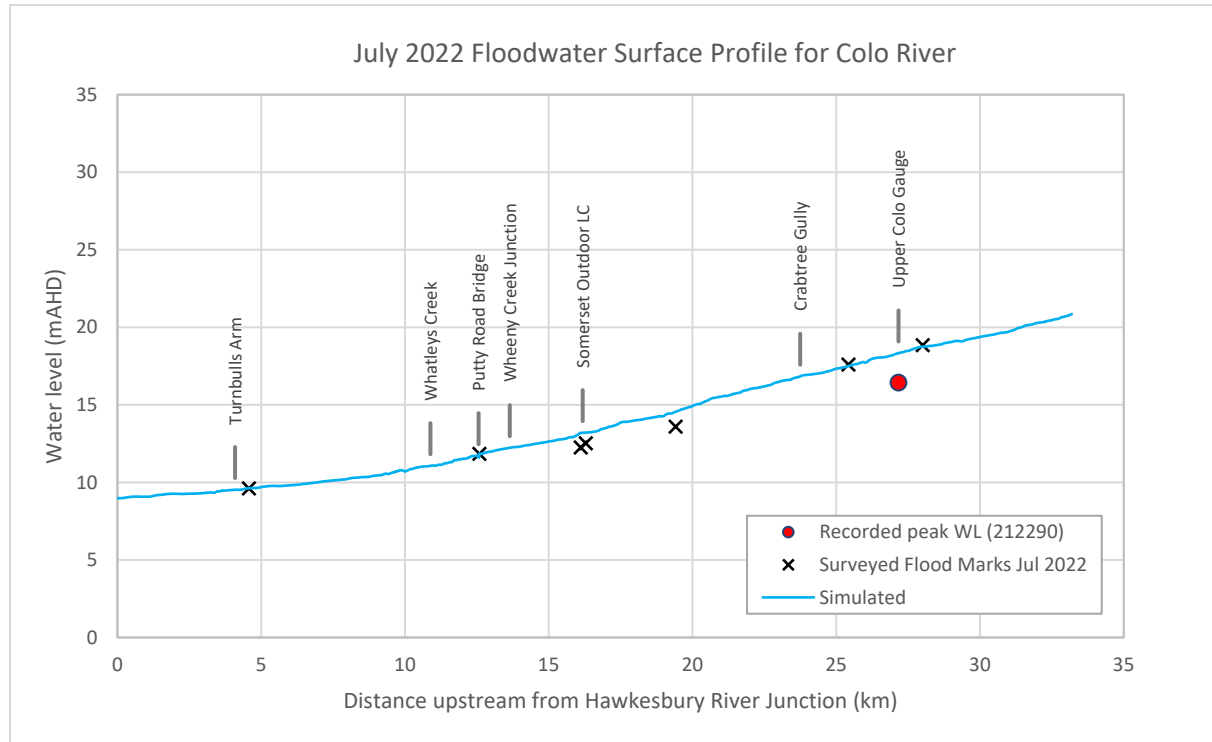 July 2022 Floodwater Surface Profile for Colo River
Water level (mAHD)
35
30
25
20
15
10
5
0
Turnbulls Arm
Whatleys Creek
Putty Road Bridge
Wheeny Creek Junction
Somerset Outdoor LC
Crabtree Gully
Upper Colo Gauge
Recorded peak WL (212290)
Surveyed Flood Marks Jul 2022
Simulated
0 5 10 15 20 25 30 35
Distance upstream from Hawkesbury River Junction (km)